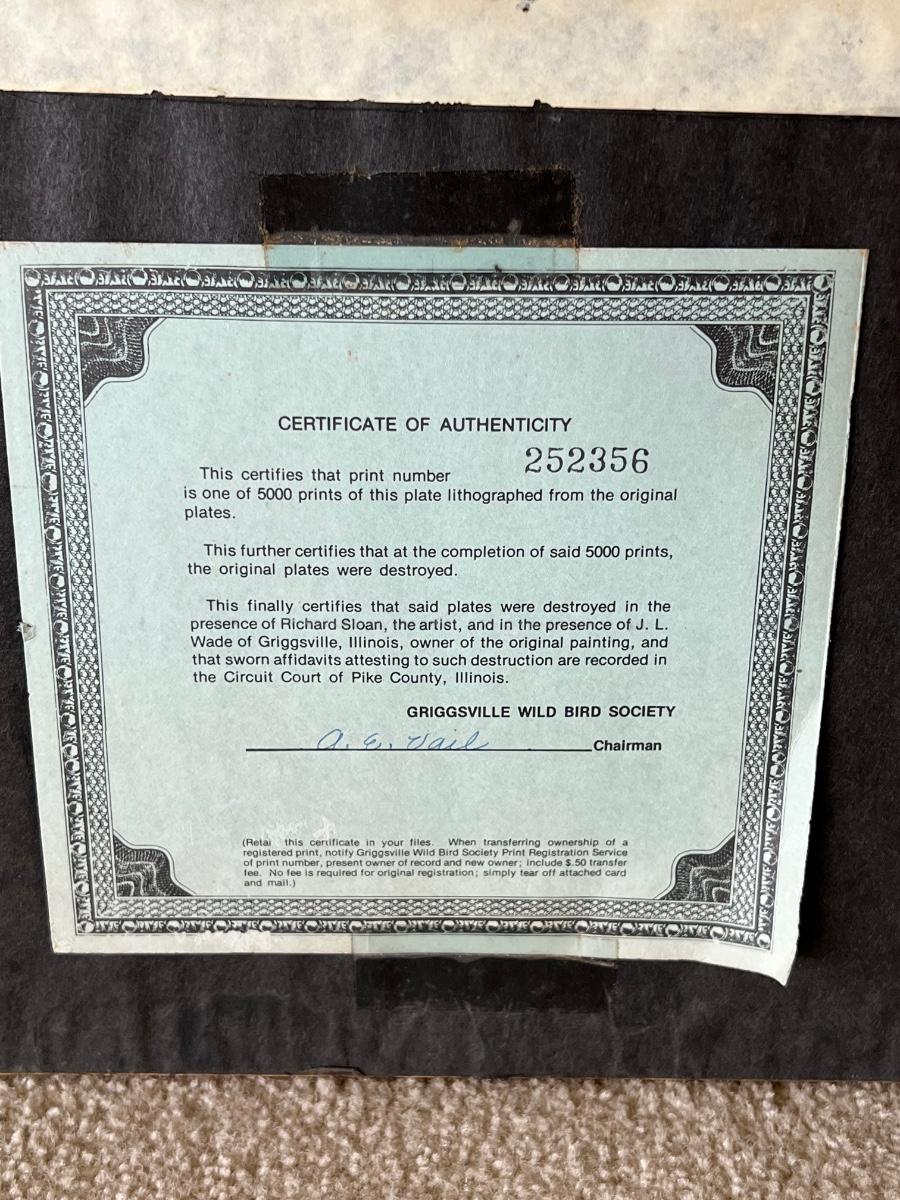 CERTIFICATE OF AUTHENTICITY
This certifies that print number 252356
is one of 5000 prints of this plate lithographed from the original
plates.
This further certifies that at the completion of said 5000 prints,
the original plates were destroyed.
This finally certifies that said plates were destroyed in the
presence of Richard Sloan, the artist, and in the presence of J. L.
Wade of Griggsville, Illinois, owner of the original painting, and
that sworn affidavits attesting to such destruction are recorded in
the Circuit Court of Pike County, Illinois.
GRIGGSVILLE WILD BIRD SOCIETY
A. E. Vail Chairman
(Retai this certificate in your files. When transferring ownership of a
registered print, notify Griggsville Wild Bird Society Print Registration Service
of print number, present owner of record and new owner; include $.50 transfer
fee. No fee is required for original registration; simply tear off attached card
and mail.)